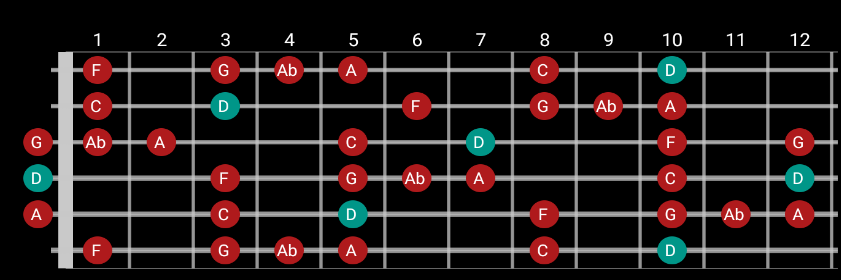 1 2 3 4 5 6 7 8 9 10 11 12
F G Ab A C D
C D F G Ab A
G Ab A C D F G
D F G Ab A C D
A C D F G Ab A
F G Ab A C D